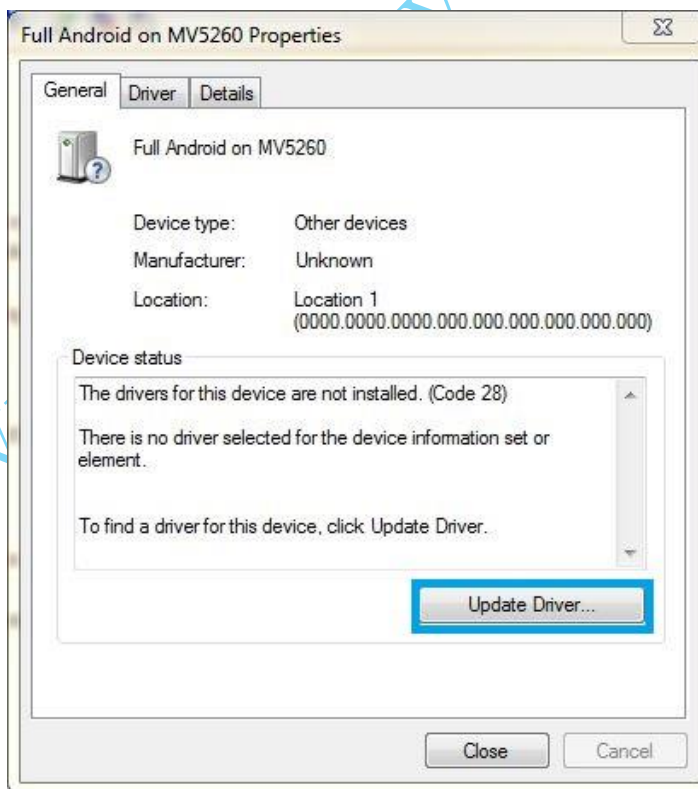 Full Android on MV5260 Properties
General Driver Details
Full Android on MV5260
Device type: Other devices
Manufacturer: Unknown
Location: Location 1
(0000.0000.0000.000.000.000.000.000.000)
Device status
The drivers for this device are not installed. (Code 28)
There is no driver selected for the device information set or
element.
To find a driver for this device, click Update Driver.
Update Driver...
Close Cancel